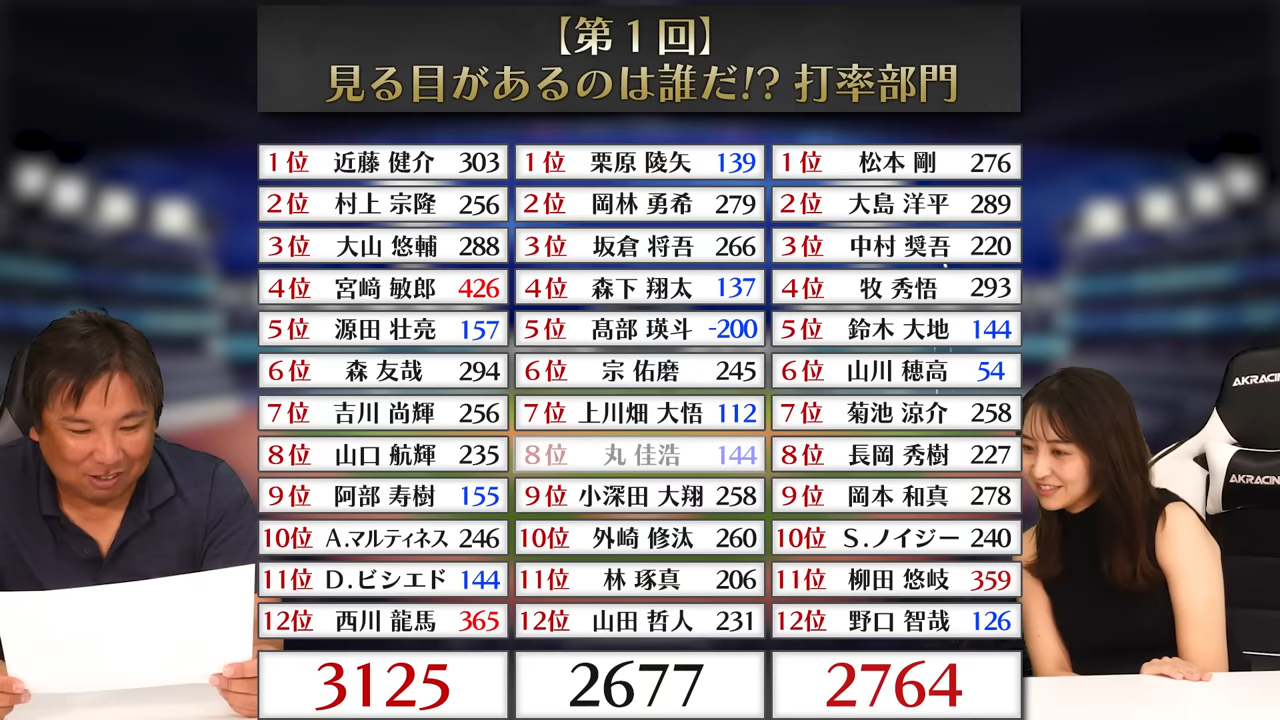 【第1回】
見る目があるのは誰だ!? 打率部門
1位 近藤 健介 303
2位 村上 宗隆 256
3位 大山 悠輔 288
4位 宮﨑 敏郎 426
5位 源田 壮亮 157
6位 森 友哉 294
7位 吉川 尚輝 256
8位 山口 航輝 235
9位 阿部 寿樹 155
10位 A.マルティネス 246
11位 D.ビシエド 144
12位 西川 龍馬 365
3125
1位 栗原 陵矢 139
2位 岡林 勇希 279
3位 坂倉 将吾 266
4位 森下 翔太 137
5位 髙部 瑛斗 -200
6位 宗 佑磨 245
7位 上川畑 大悟 112
8位 丸 佳浩 144
9位 小深田 大翔 258
10位 外崎 修汰 260
11位 林 琢真 206
12位 山田 哲人 231
2677
1位 松本 剛 276
2位 大島 洋平 289
3位 中村 奨吾 220
4位 牧 秀悟 293
5位 鈴木 大地 144
6位 山川 穂高 54
7位 菊池 涼介 258
8位 長岡 秀樹 227
9位 岡本 和真 278
10位 S.ノイジー 240
11位 柳田 悠岐 359
12位 野口 智哉 126
2764
AKRACIN
AKRACIN